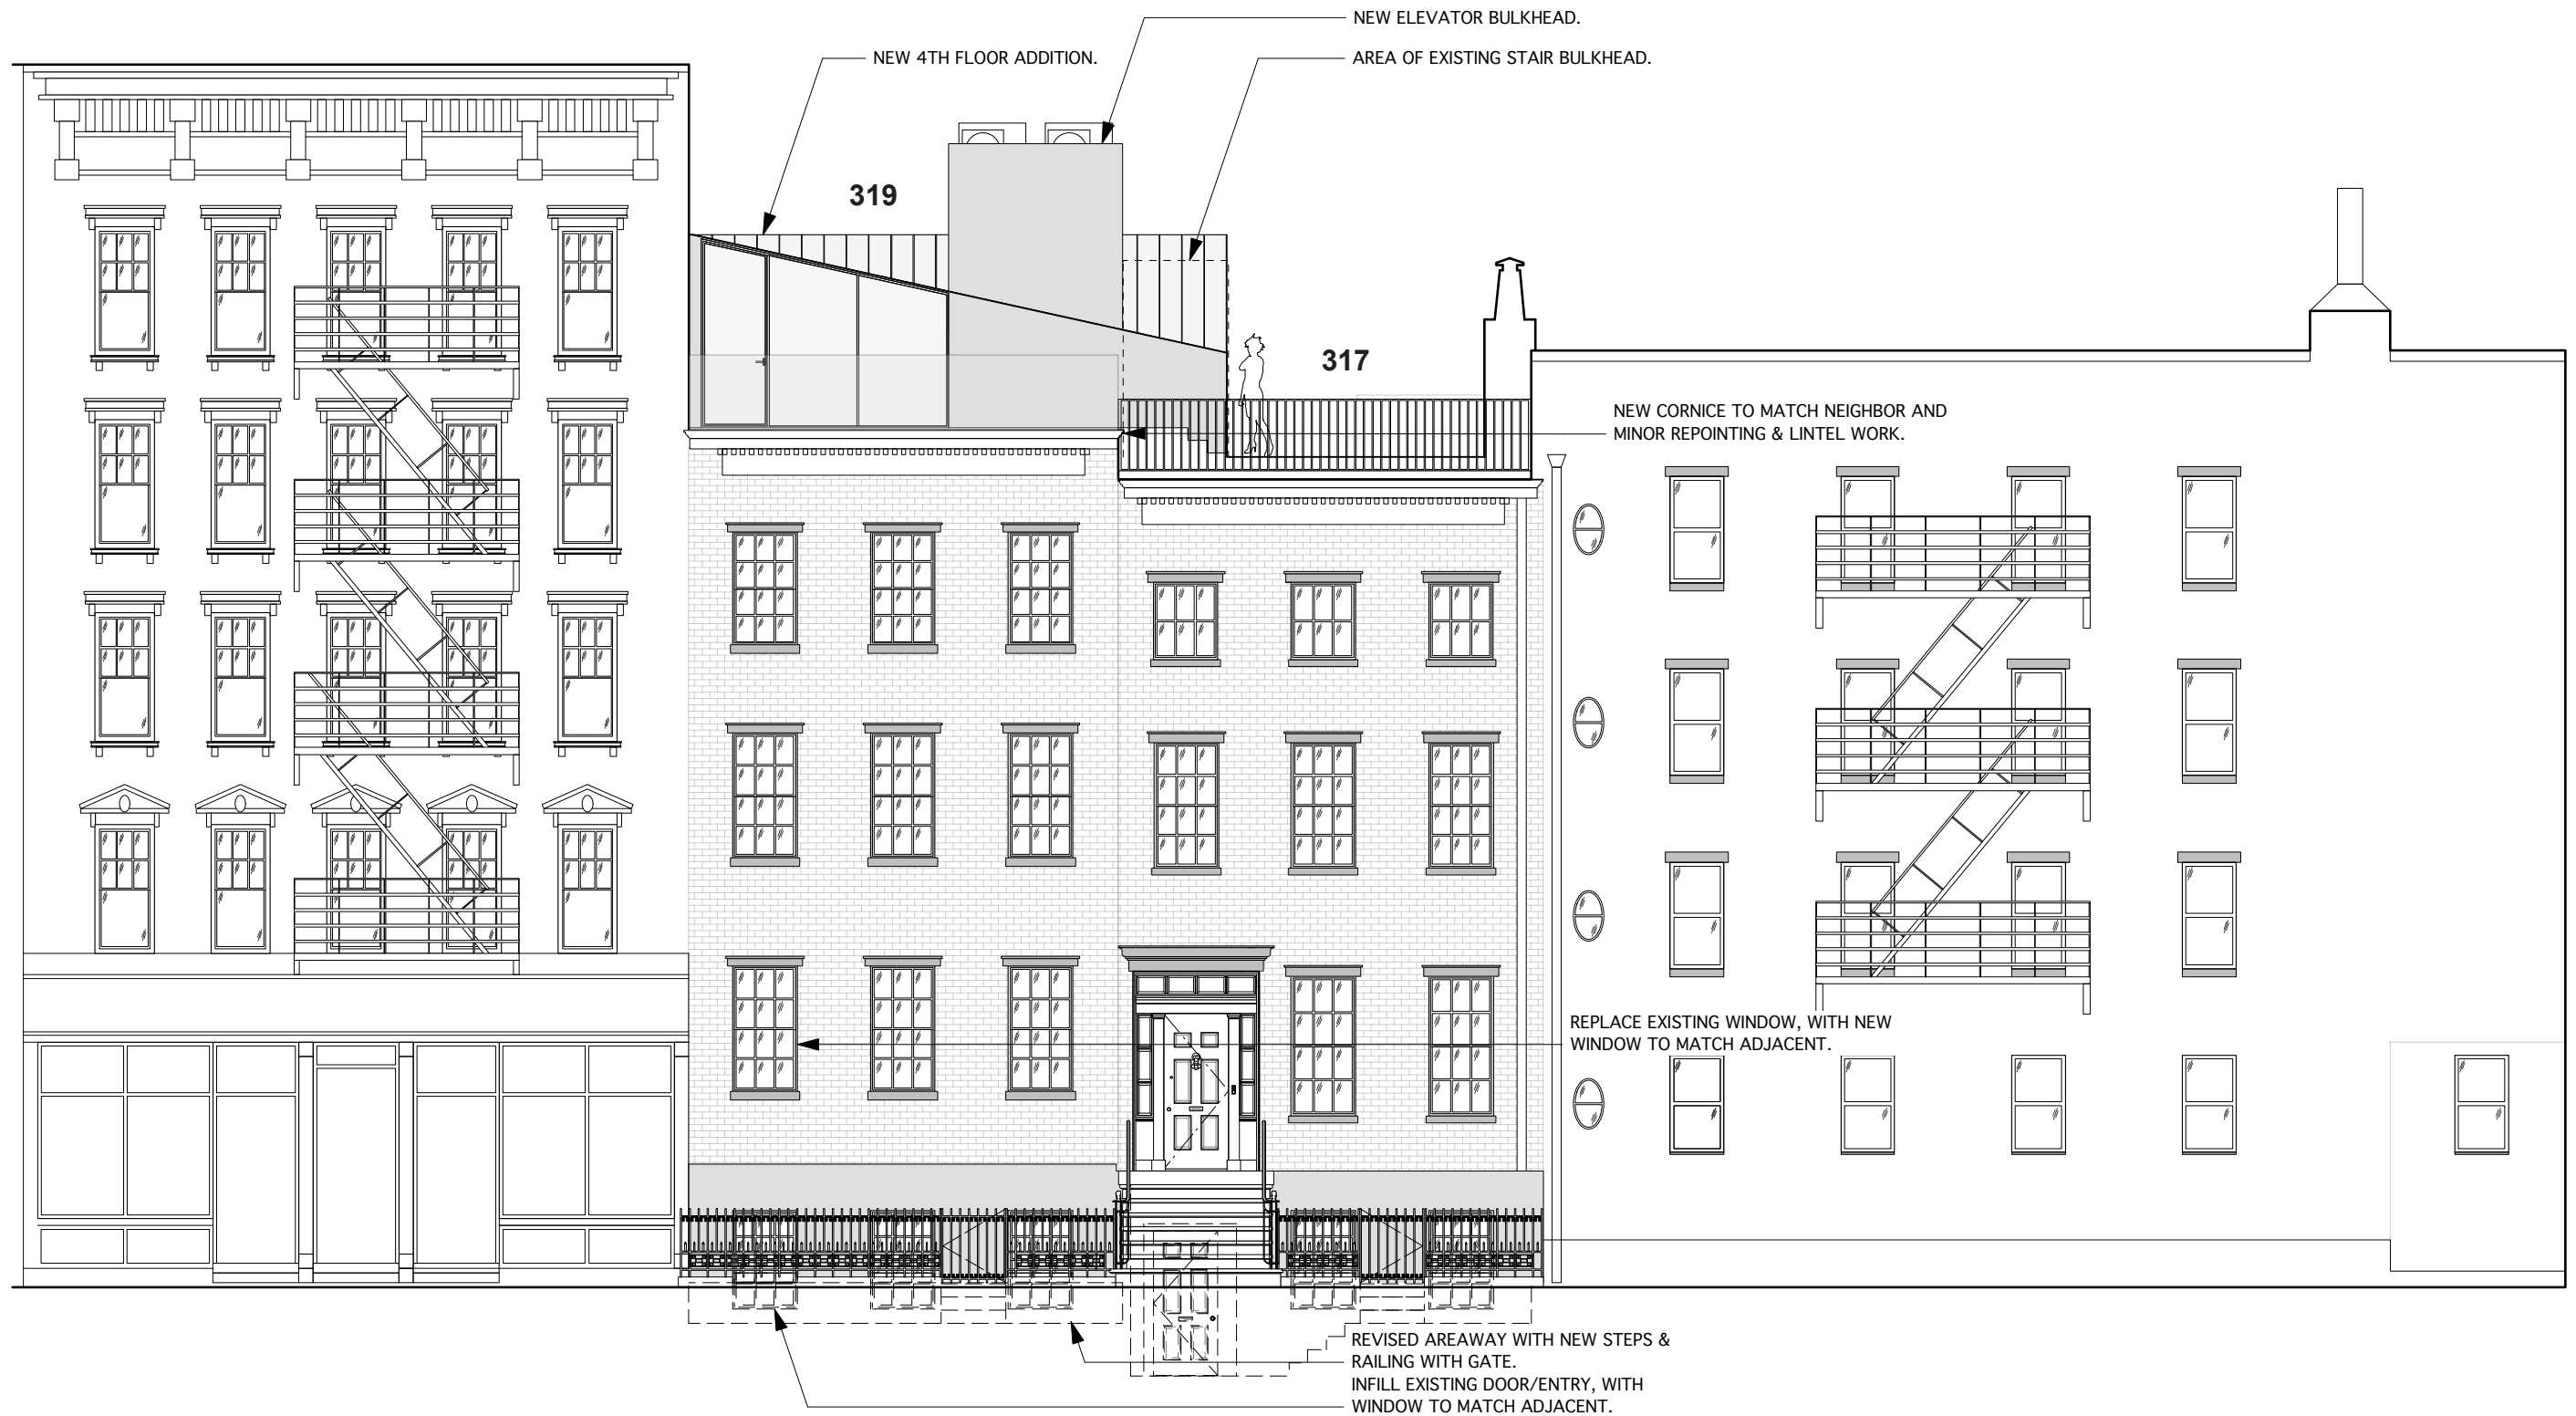 NEW ELEVATOR BULKHEAD.
NEW 4TH FLOOR ADDITION.
AREA OF EXISTING STAIR BULKHEAD.
319
317
NEW CORNICE TO MATCH NEIGHBOR AND
MINOR REPOINTING & LINTEL WORK.
REPLACE EXISTING WINDOW, WITH NEW
WINDOW TO MATCH ADJACENT.
REVISED AREAWAY WITH NEW STEPS &
RAILING WITH GATE.
INFILL EXISTING DOOR/ENTRY, WITH
WINDOW TO MATCH ADJACENT.